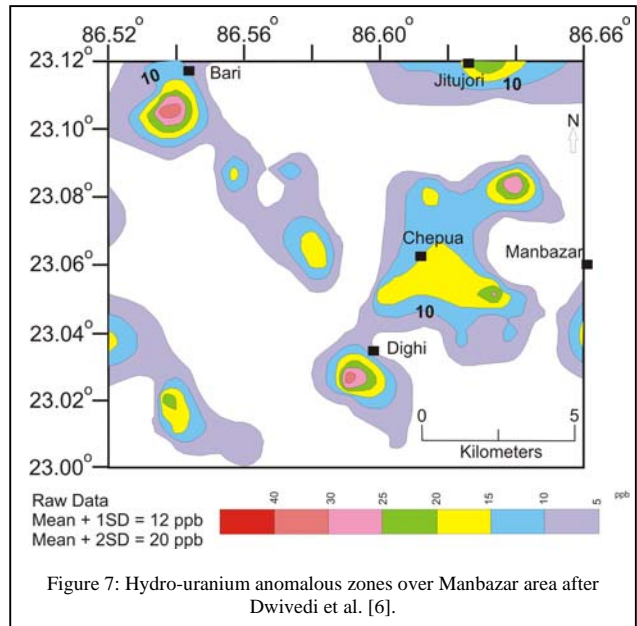 86.52° 86.56° 86.60° 86.66°
23.12°
10
Bari
Jitujori
10
23.10°
N
23.08°
Chepua
Manbazar
23.06°
10
23.04°
Dighi
23.02°
0 5
Kilometers
23.00°
Raw Data
Mean + 1SD = 12 ppb
Mean + 2SD = 20 ppb
40 30 25 20 15 10 5 ppb
Figure 7: Hydro-uranium anomalous zones over Manbazar area after
Dwivedi et al. [6].